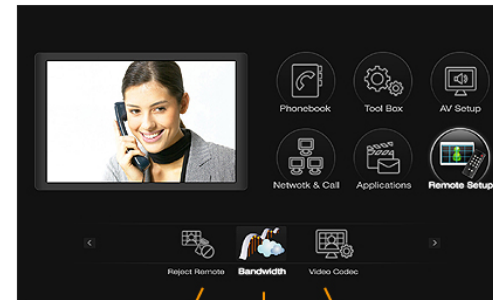 Phonebook Tool Box AV Setup
Netwotk & Call Applications Remote Setup
Reject Remote Bandwidth Video Codec